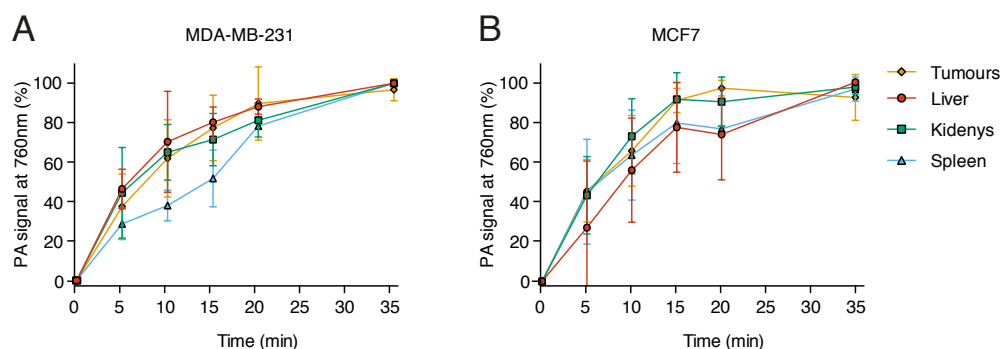 A
MDA-MB-231
PA signal at 760nm (%)
100
80
60
40
20
0
0 5 10 15 20 25 30 35
Time (min)
B
MCF7
PA signal at 760nm (%)
100
80
60
40
20
0
0 5 10 15 20 25 30 35
Time (min)
Tumours
Liver
Kidenys
Spleen